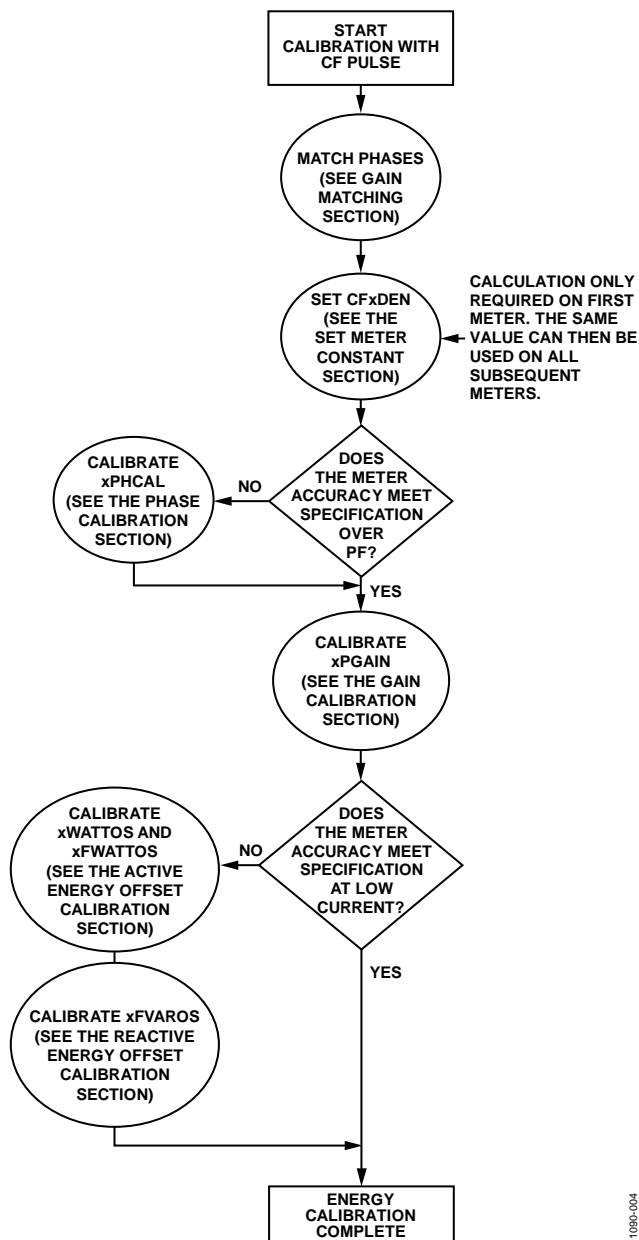 START
CALIBRATION WITH
CF PULSE
MATCH PHASES
(SEE GAIN
MATCHING
SECTION)
SET CFxDEN
(SEE THE
SET METER
CONSTANT
SECTION)
CALCULATION ONLY
REQUIRED ON FIRST
METER. THE SAME
VALUE CAN THEN BE
USED ON ALL
SUBSEQUENT
METERS.
DOES
THE METER
ACCURACY MEET
SPECIFICATION
OVER
PF?
NO
CALIBRATE
xPHCAL
(SEE THE PHASE
CALIBRATION
SECTION)
YES
CALIBRATE
xPGAIN
(SEE THE GAIN
CALIBRATION
SECTION)
DOES
THE METER
ACCURACY MEET
SPECIFICATION
AT LOW
CURRENT?
NO
CALIBRATE
xWATTOS AND
xFWATTOS
(SEE THE ACTIVE
ENERGY OFFSET
CALIBRATION
SECTION)
YES
CALIBRATE xFVAROS
(SEE THE REACTIVE
ENERGY OFFSET
CALIBRATION
SECTION)
ENERGY
CALIBRATION
COMPLETE
1090-004